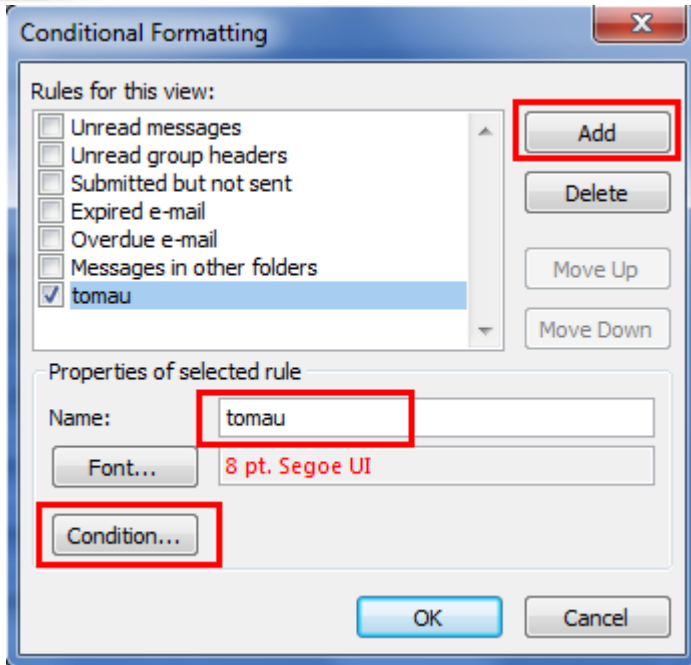 Conditional Formatting
Rules for this view:
Unread messages
Unread group headers
Submitted but not sent
Expired e-mail
Overdue e-mail
Messages in other folders
tomau
Add
Delete
Move Up
Move Down
Properties of selected rule
Name: tomau
Font... 8 pt. Segoe UI
Condition...
OK Cancel